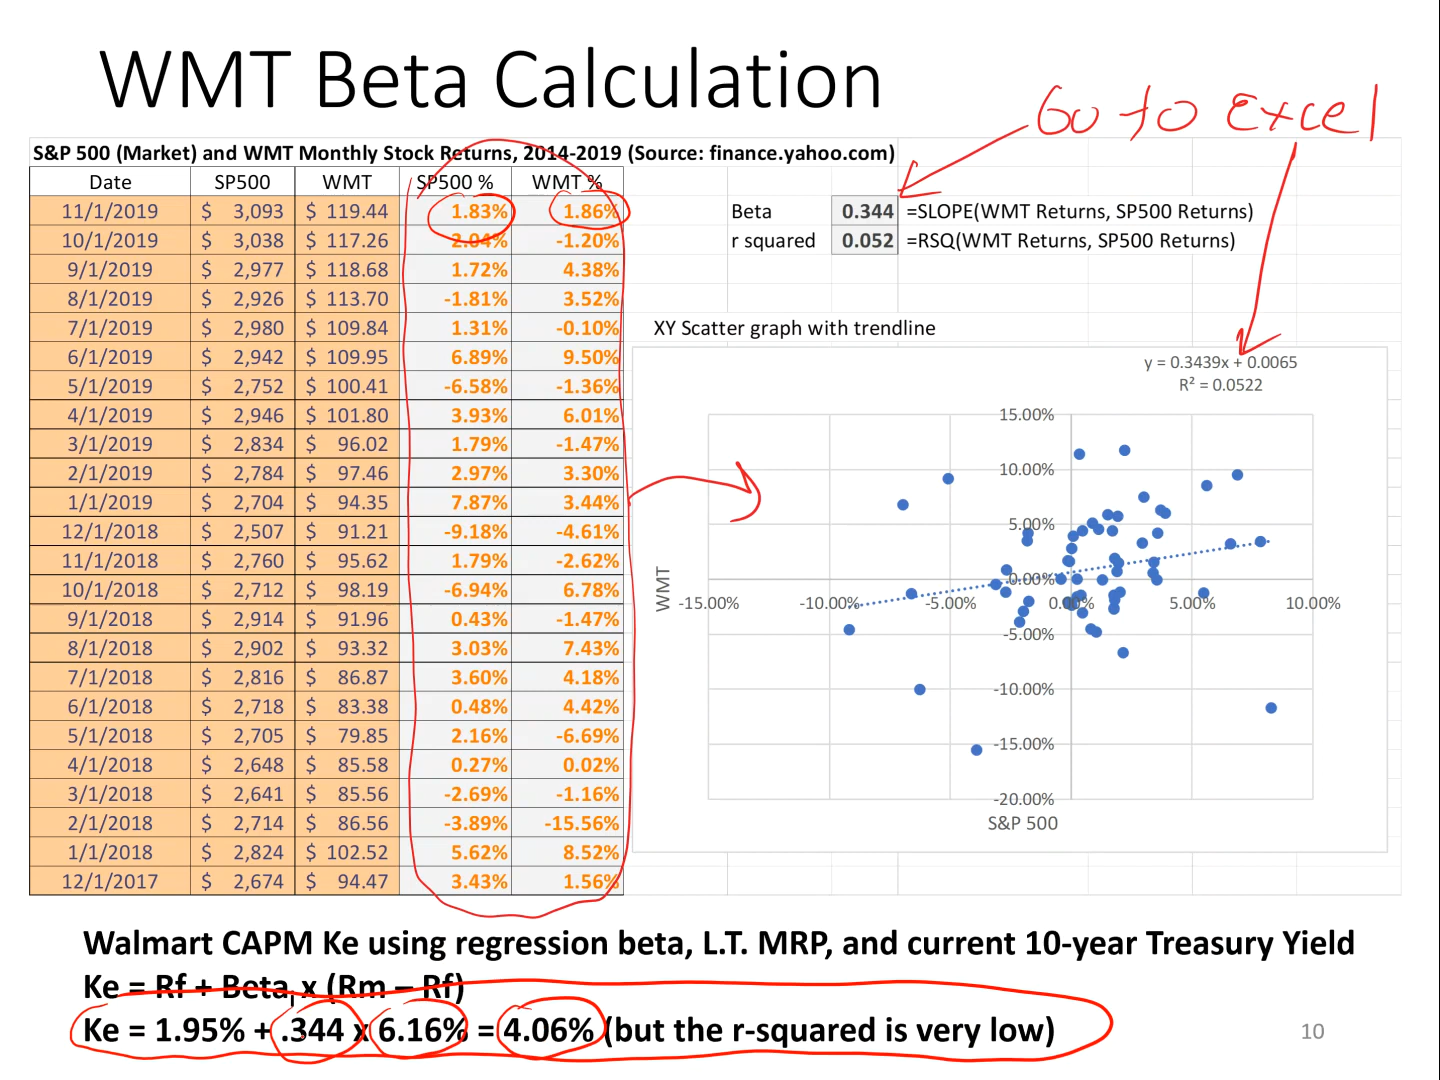 WMT Beta Calculation
Go to Excel
S&P 500 (Market) and WMT Monthly Stock Returns, 2014-2019 (Source: finance.yahoo.com)
Date SP500 WMT SP500 % WMT %
11/1/2019 $ 3,093 $ 119.44 1.83% 1.86%
10/1/2019 $ 3,038 $ 117.26 2.04% -1.20%
9/1/2019 $ 2,977 $ 118.68 1.72% 4.38%
8/1/2019 $ 2,926 $ 113.70 -1.81% 3.52%
7/1/2019 $ 2,980 $ 109.84 1.31% -0.10%
6/1/2019 $ 2,942 $ 109.95 6.89% 9.50%
5/1/2019 $ 2,752 $ 100.41 -6.58% -1.36%
4/1/2019 $ 2,946 $ 101.80 3.93% 6.01%
3/1/2019 $ 2,834 $ 96.02 1.79% -1.47%
2/1/2019 $ 2,784 $ 97.46 2.97% 3.30%
1/1/2019 $ 2,704 $ 94.35 7.87% 3.44%
12/1/2018 $ 2,507 $ 91.21 -9.18% -4.61%
11/1/2018 $ 2,760 $ 95.62 1.79% -2.62%
10/1/2018 $ 2,712 $ 98.19 -6.94% 6.78%
9/1/2018 $ 2,914 $ 91.96 0.43% -1.47%
8/1/2018 $ 2,902 $ 93.32 3.03% 7.43%
7/1/2018 $ 2,816 $ 86.87 3.60% 4.18%
6/1/2018 $ 2,718 $ 83.38 0.48% 4.42%
5/1/2018 $ 2,705 $ 79.85 2.16% -6.69%
4/1/2018 $ 2,648 $ 85.58 0.27% 0.02%
3/1/2018 $ 2,641 $ 85.56 -2.69% -1.16%
2/1/2018 $ 2,714 $ 86.56 -3.89% -15.56%
1/1/2018 $ 2,824 $ 102.52 5.62% 8.52%
12/1/2017 $ 2,674 $ 94.47 3.43% 1.56%
Beta 0.344 =SLOPE(WMT Returns, SP500 Returns)
r squared 0.052 =RSQ(WMT Returns, SP500 Returns)
XY Scatter graph with trendline
y = 0.3439x + 0.0065
R² = 0.0522
15.00%
10.00%
5.00%
0.00%
-15.00% -10.00% -5.00% 0.00% 5.00% 10.00%
-5.00%
-10.00%
-15.00%
-20.00%
WMT
S&P 500
Walmart CAPM Ke using regression beta, L.T. MRP, and current 10-year Treasury Yield
Ke = Rf + Beta x (Rm – Rf)
Ke = 1.95% + .344 x 6.16% = 4.06% (but the r-squared is very low)
10